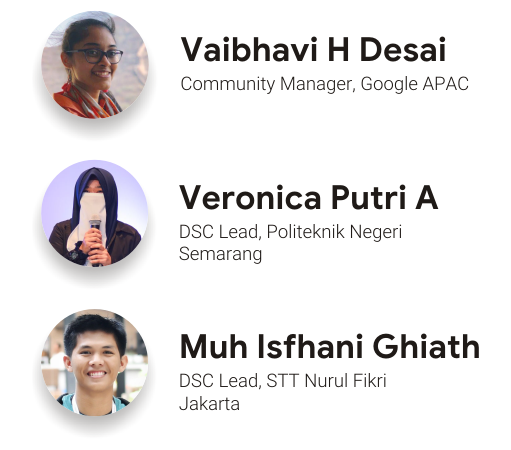 Vaibhavi H Desai
Community Manager, Google APAC
Veronica Putri A
DSC Lead, Politeknik Negeri
Semarang
Muh Isfhani Ghiath
DSC Lead, STT Nurul Fikri
Jakarta